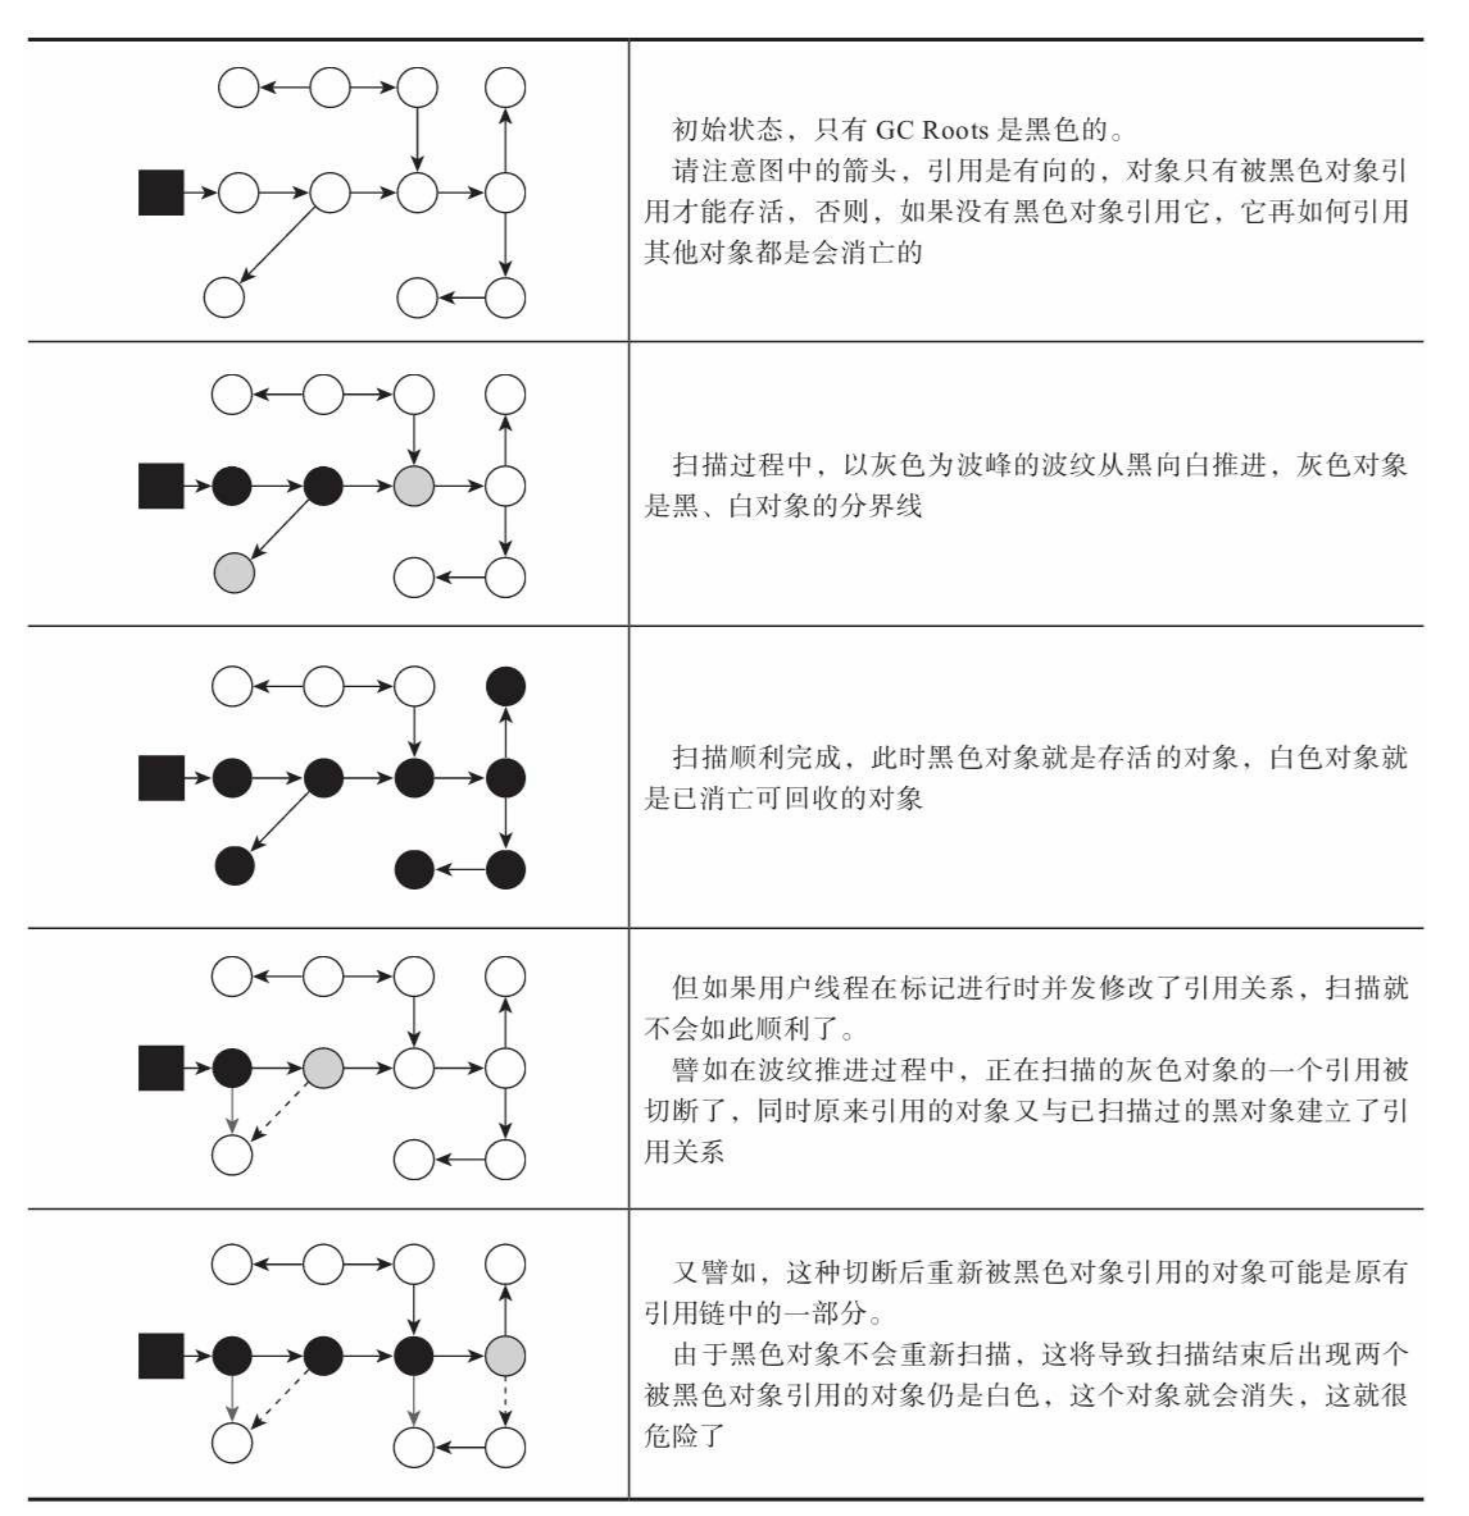 初始状态，只有 GC Roots 是黑色的。
请注意图中的箭头，引用是有向的，对象只有被黑色对象引
用才能存活，否则，如果没有黑色对象引用它，它再如何引用
其他对象都是会消亡的
扫描过程中，以灰色为波峰的波纹从黑向白推进，灰色对象
是黑、白对象的分界线
扫描顺利完成，此时黑色对象就是存活的对象，白色对象就
是已消亡可回收的对象
但如果用户线程在标记进行时并发修改了引用关系，扫描就
不会如此顺利了。
譬如在波纹推进过程中，正在扫描的灰色对象的一个引用被
切断了，同时原来引用的对象又与已扫描过的黑对象建立了引
用关系
又譬如，这种切断后重新被黑色对象引用的对象可能是原有
引用链中的一部分。
由于黑色对象不会重新扫描，这将导致扫描结束后出现两个
被黑色对象引用的对象仍是白色，这个对象就会消失，这就很
危险了